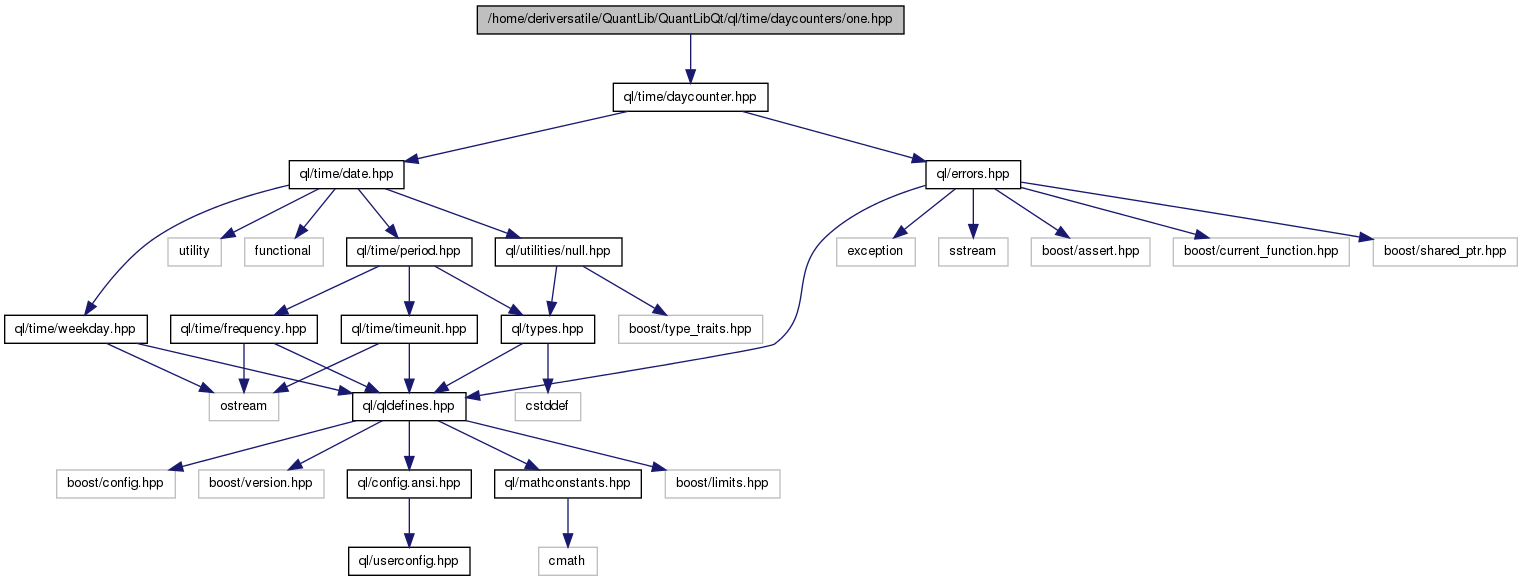 /home/deriversatile/QuantLib/QuantLibQt/ql/time/daycounters/one.hpp
ql/time/daycounter.hpp
ql/time/date.hpp
ql/errors.hpp
utility
functional
ql/time/period.hpp
ql/utilities/null.hpp
exception
sstream
boost/assert.hpp
boost/current_function.hpp
boost/shared_ptr.hpp
ql/time/weekday.hpp
ql/time/frequency.hpp
ql/time/timeunit.hpp
ql/types.hpp
boost/type_traits.hpp
ostream
ql/qldefines.hpp
cstddef
boost/config.hpp
boost/version.hpp
ql/config.ansi.hpp
ql/mathconstants.hpp
boost/limits.hpp
ql/userconfig.hpp
cmath